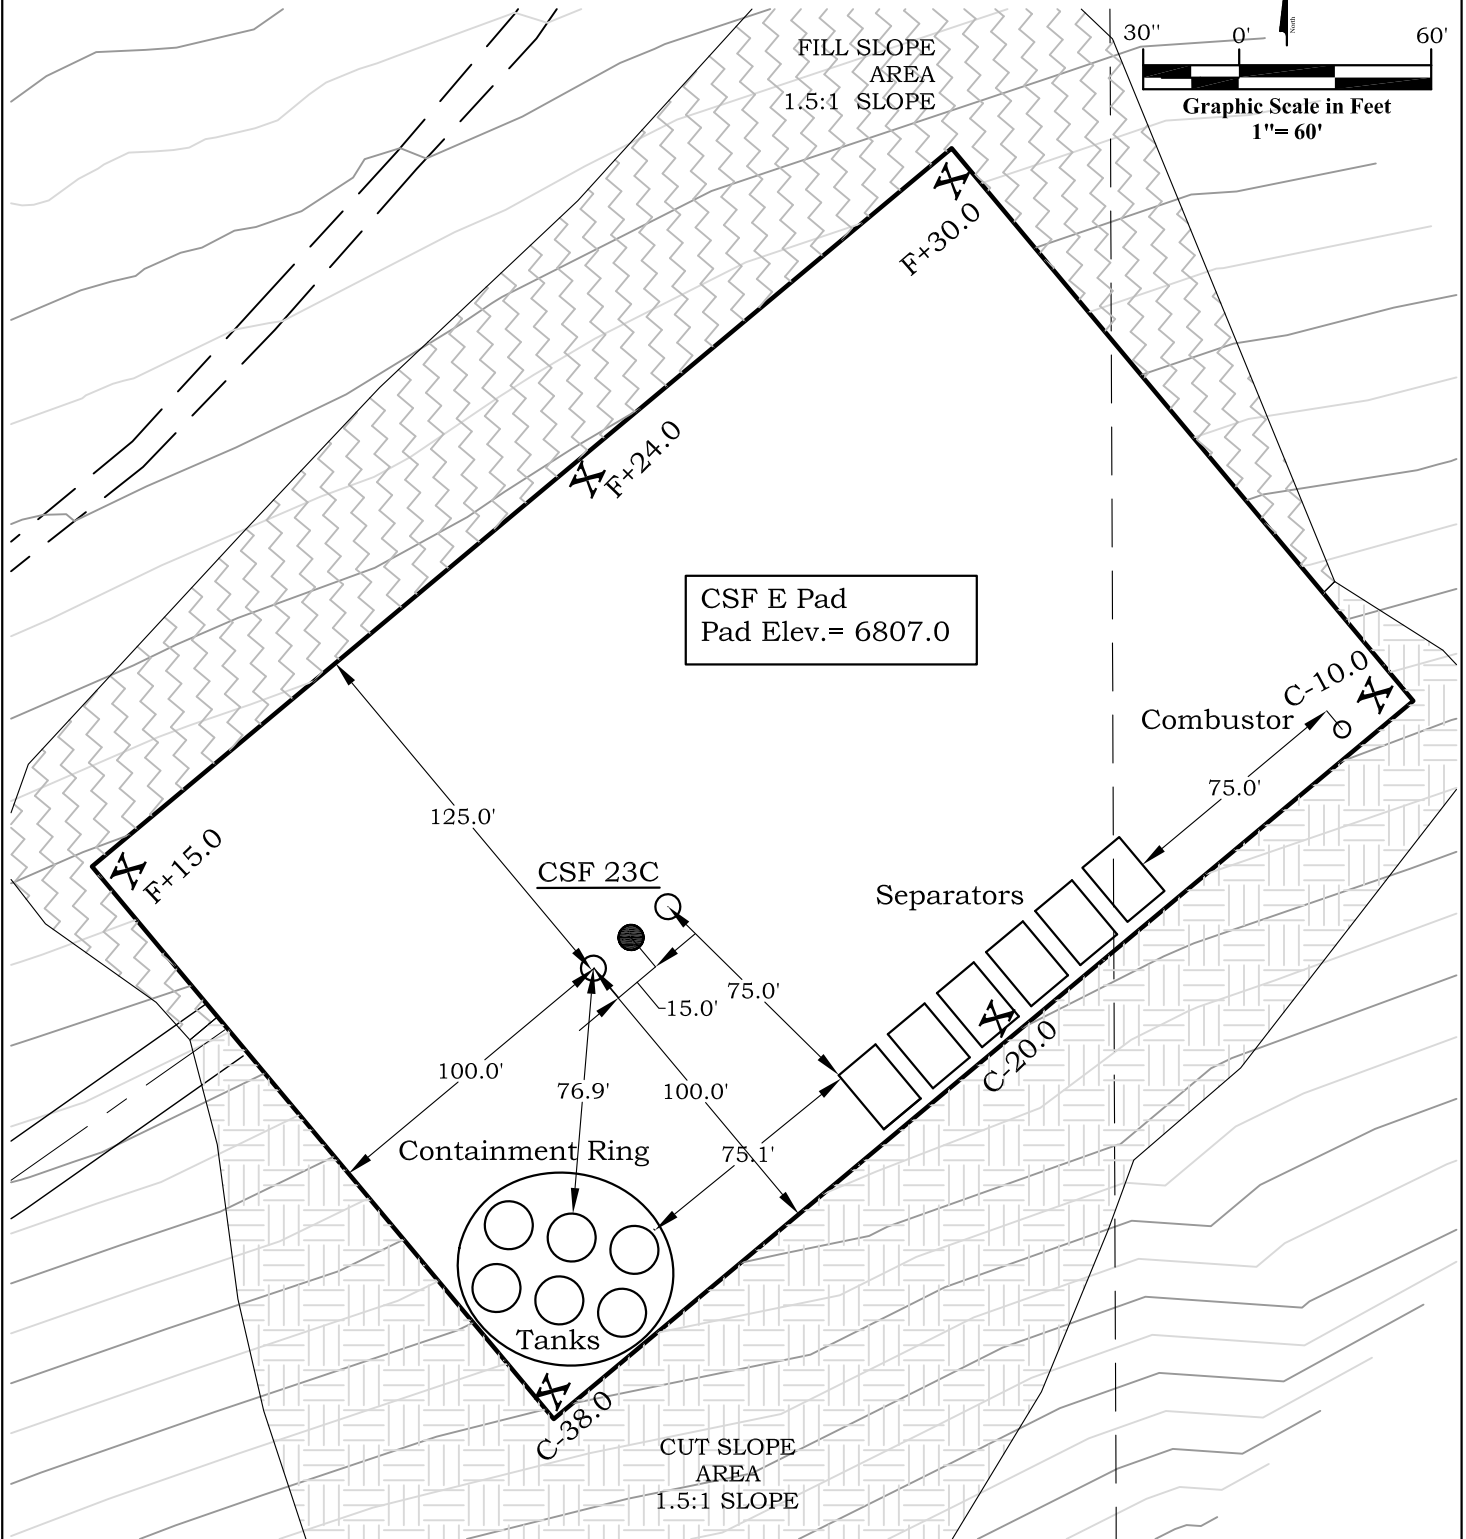 FILL SLOPE
AREA
1.5:1 SLOPE
30" 0' 60'
North
Graphic Scale in Feet
1"= 60'
F+30.0
F+24.0
CSF E Pad
Pad Elev.= 6807.0
C-10.0
Combustor
75.0'
125.0'
F+15.0
CSF 23C
Separators
75.0'
15.0'
C-20.0
100.0'
76.9'
100.0'
Containment Ring
75.1'
Tanks
C-38.0
CUT SLOPE
AREA
1.5:1 SLOPE